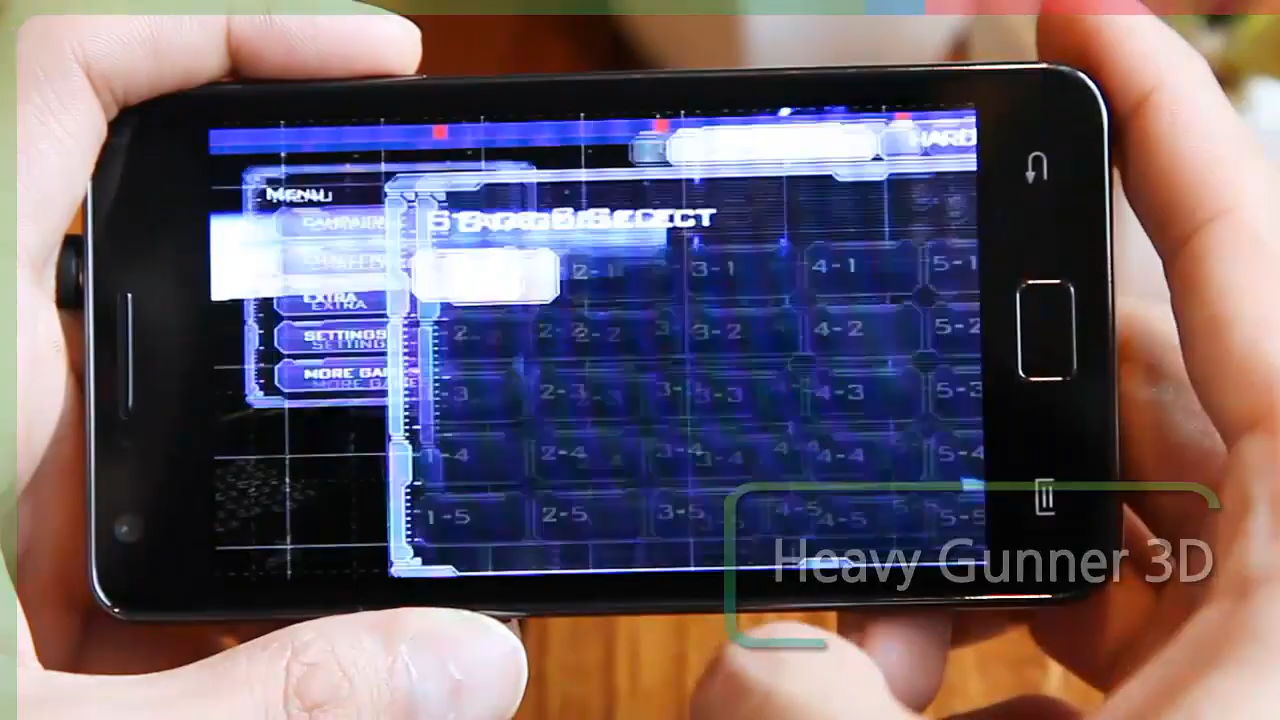 HARD
MENU
STAGE SELECT
CAMPAIGN
EXTRA
EXTRA
SETTINGS
MORE GAMES
2-1
3-1
4-1
5-1
2-2
3-2
4-2
5-2
2-3
3-3
4-3
5-3
1-4
2-4
3-4
4-4
5-4
1-5
2-5
3-5
4-5
5-5
Heavy Gunner 3D